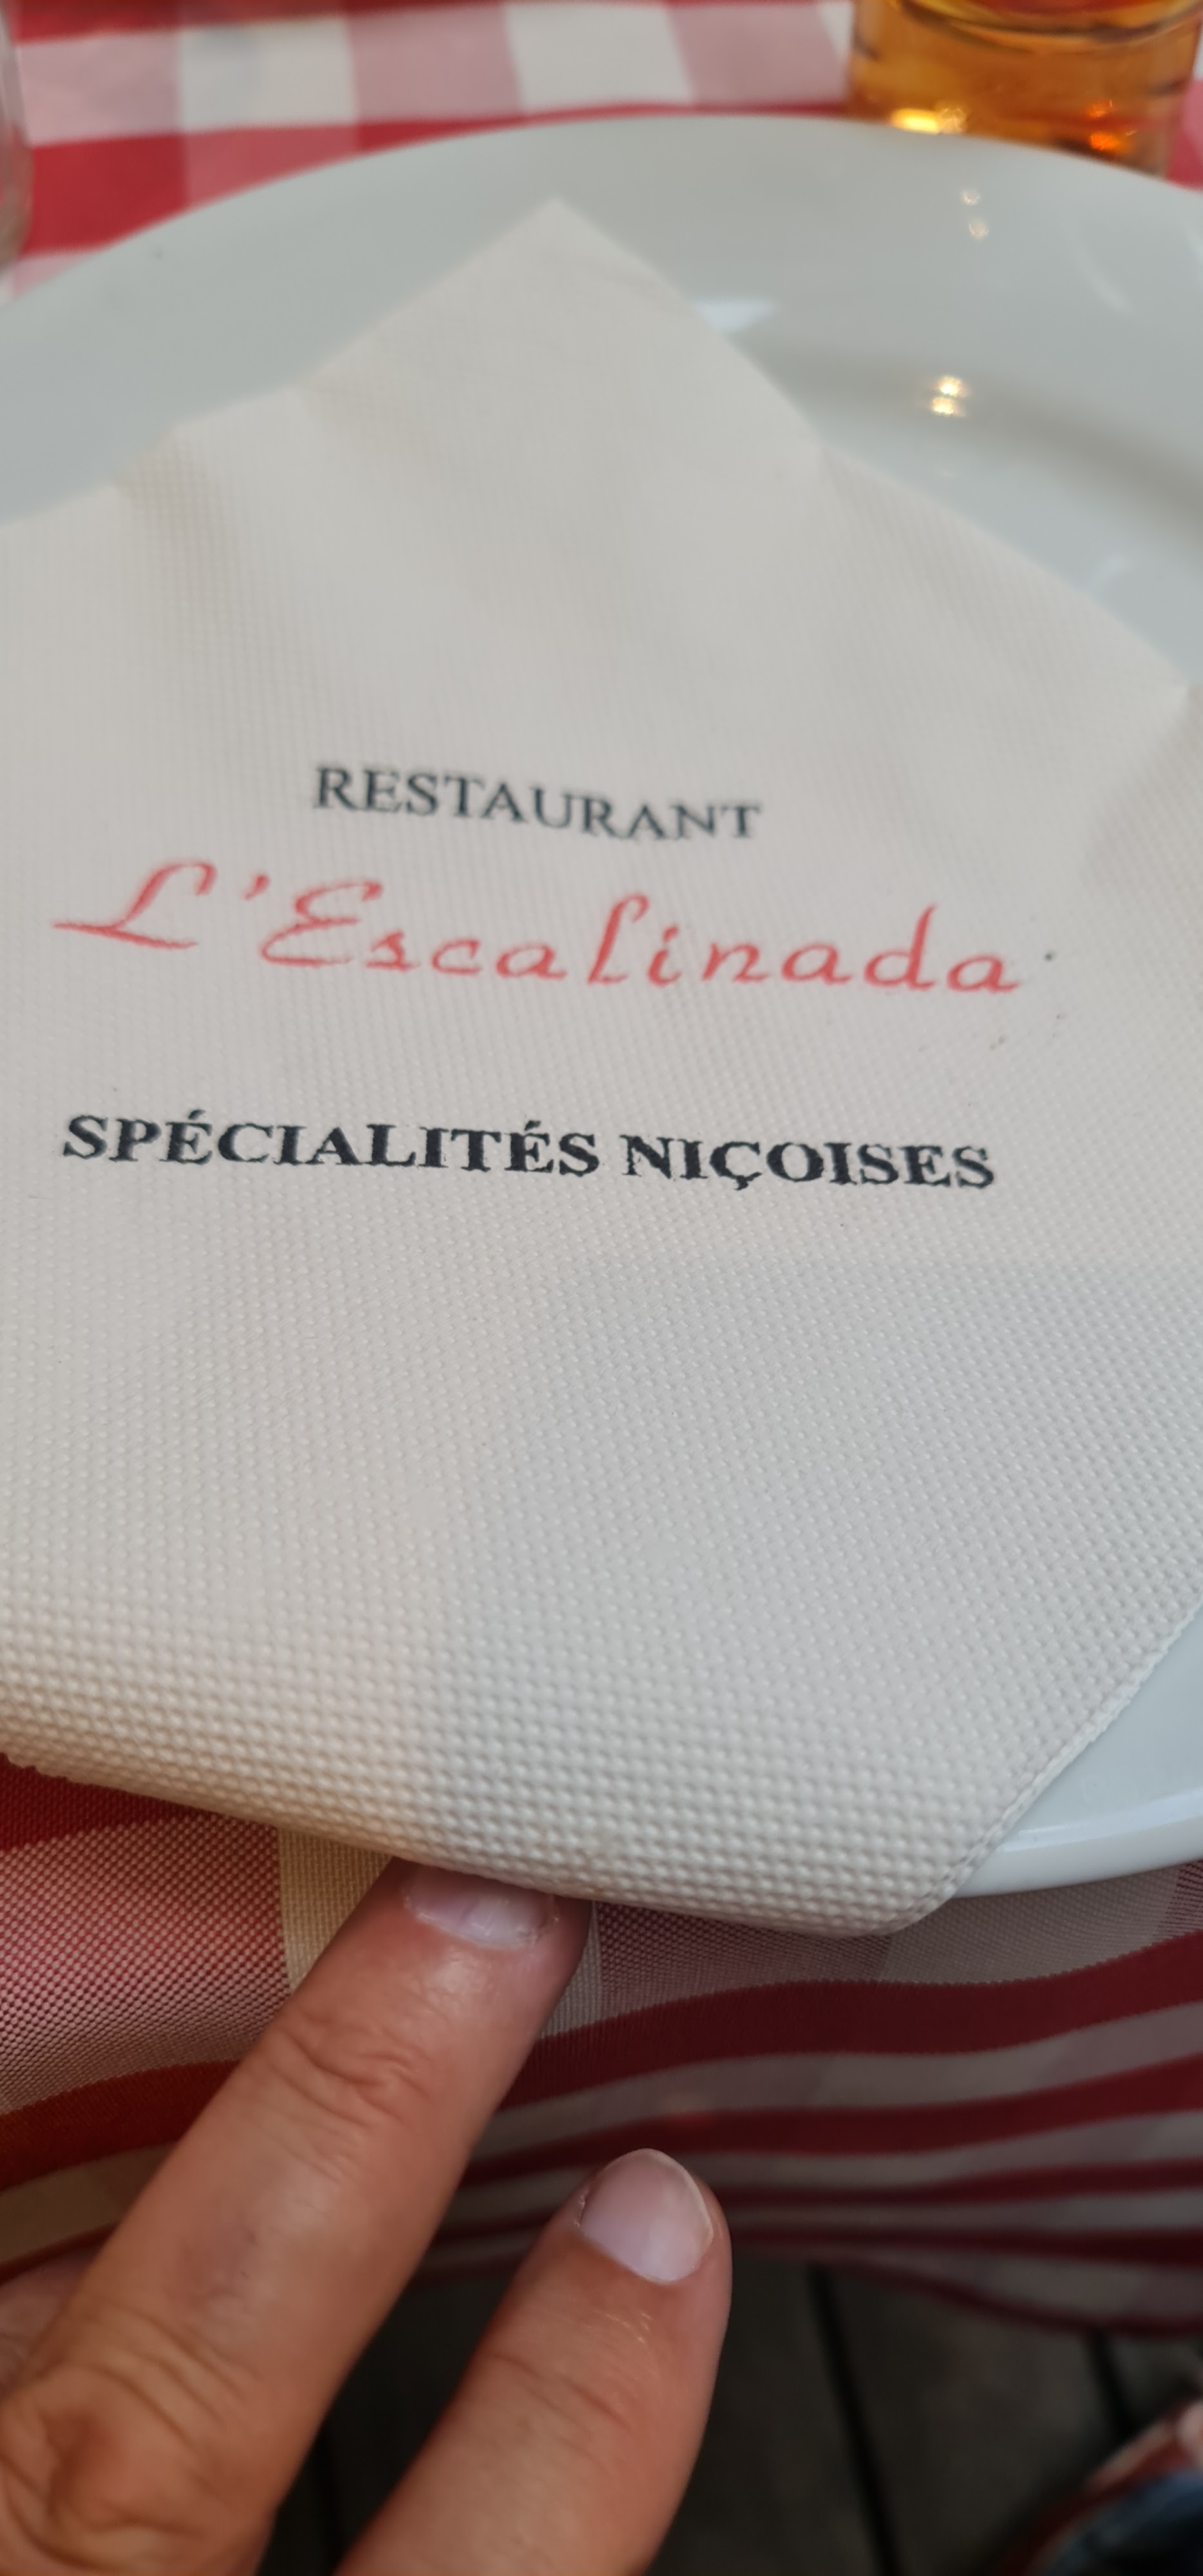 RESTAURANT
L'Escalinada
SPÉCIALITÉS NIÇOISES